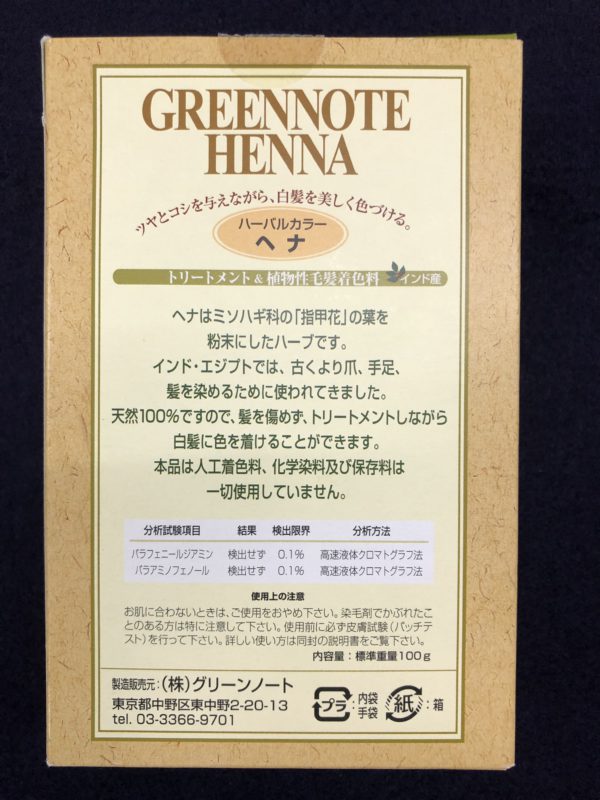 GREENNOTE
HENNA
ツヤとコシを与えながら、白髪を美しく色づける。
ハーバルカラー
ヘナ
トリートメント&植物性毛髪着色料 インド産
ヘナはミソハギ科の「指甲花」の葉を
粉末にしたハーブです。
インド・エジプトでは、古くより爪、手足、
髪を染めるために使われてきました。
天然100%ですので、髪を傷めず、トリートメントしながら
白髪に色を着けることができます。
本品は人工着色料、化学染料及び保存料は
一切使用していません。
分析試験項目 結果 検出限界 分析方法
パラフェニールジアミン 検出せず 0.1% 高速液体クロマトグラフ法
パラアミノフェノール 検出せず 0.1% 高速液体クロマトグラフ法
使用上の注意
お肌に合わないときは、ご使用をおやめ下さい。染毛剤でかぶれたこ
とのある方は特に注意して下さい。使用前に必ず皮膚試験(パッチテ
スト)を行って下さい。詳しい使い方は同封の説明書をご覧下さい。
内容量:標準重量100g
製造販売元:(株)グリーンノート
東京都中野区東中野2-20-13
tel. 03-3366-9701
プラ :内袋 手袋 紙 :箱